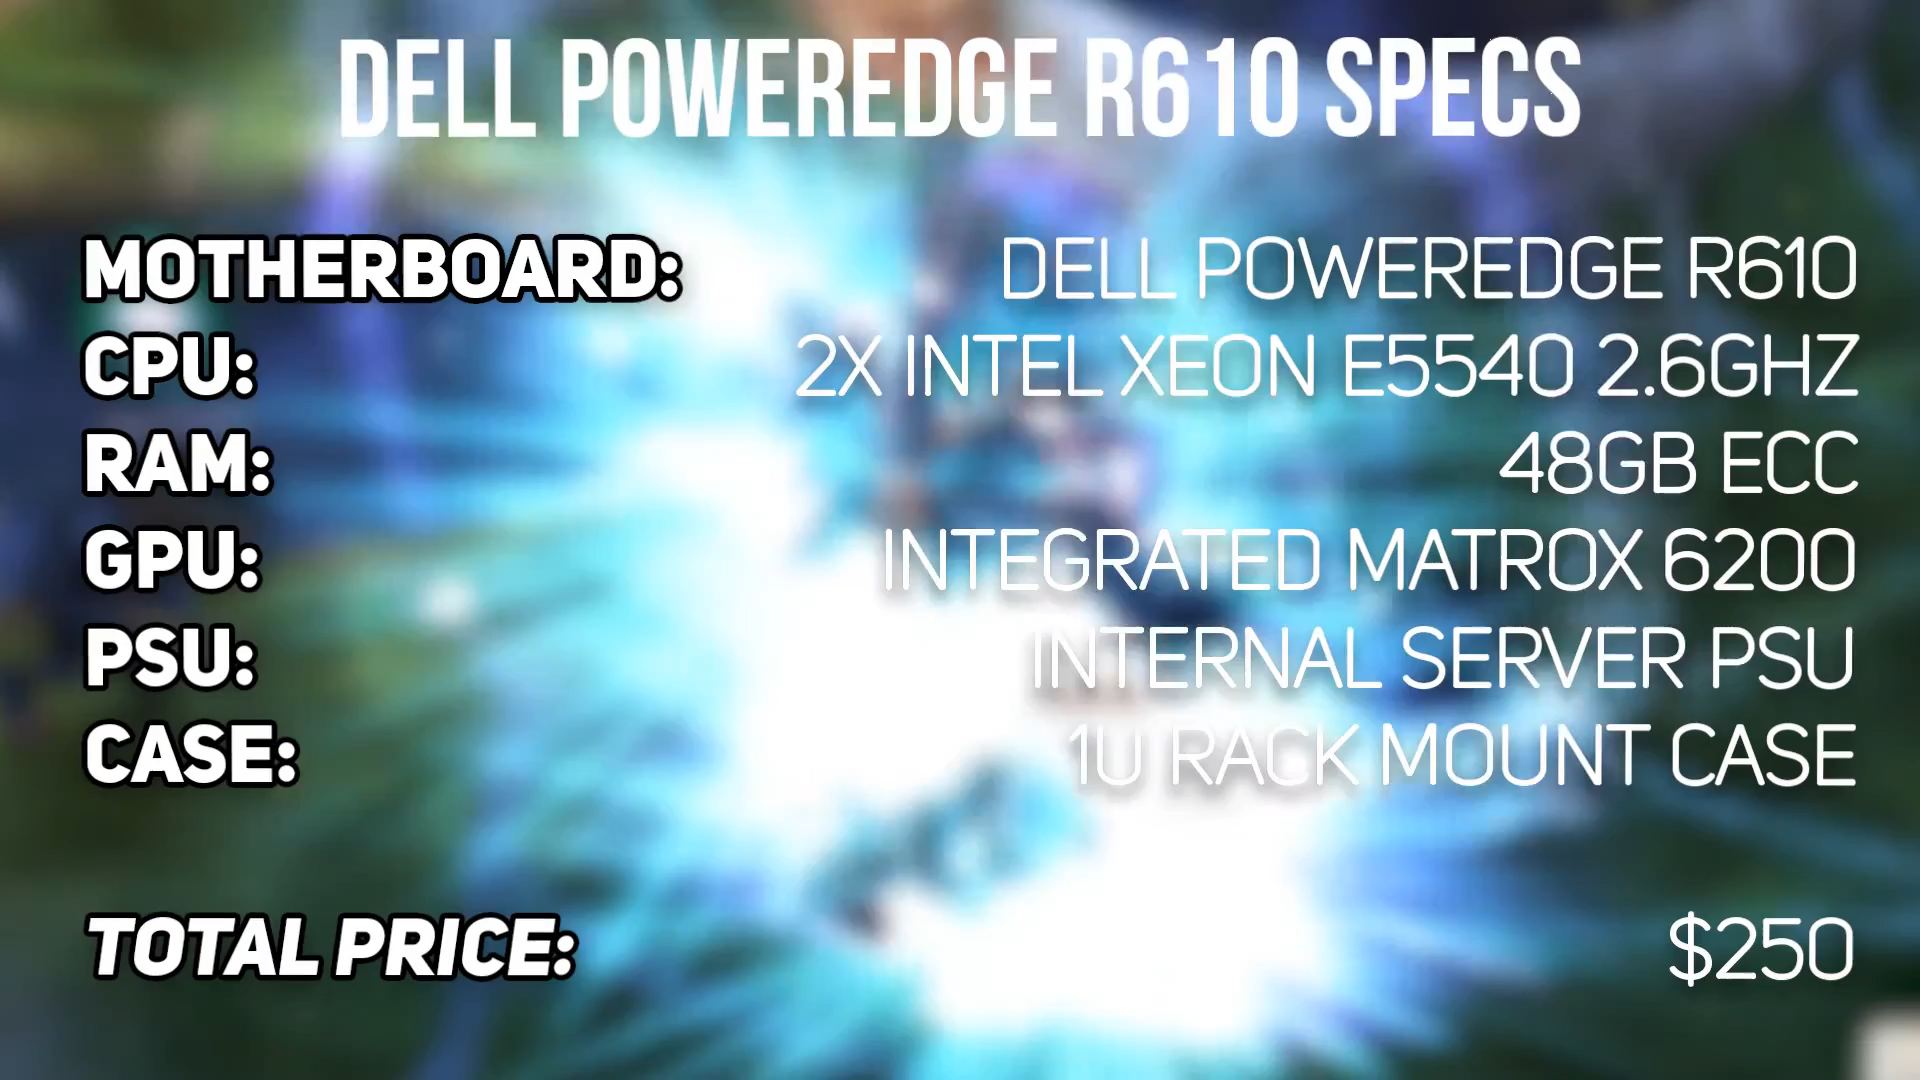 DELL POWEREDGE R610 SPECS
MOTHERBOARD: DELL POWEREDGE R610
CPU: 2X INTEL XEON E5540 2.6GHZ
RAM: 48GB ECC
GPU: INTEGRATED MATROX 6200
PSU: INTERNAL SERVER PSU
CASE: 1U RACK MOUNT CASE
TOTAL PRICE: $250